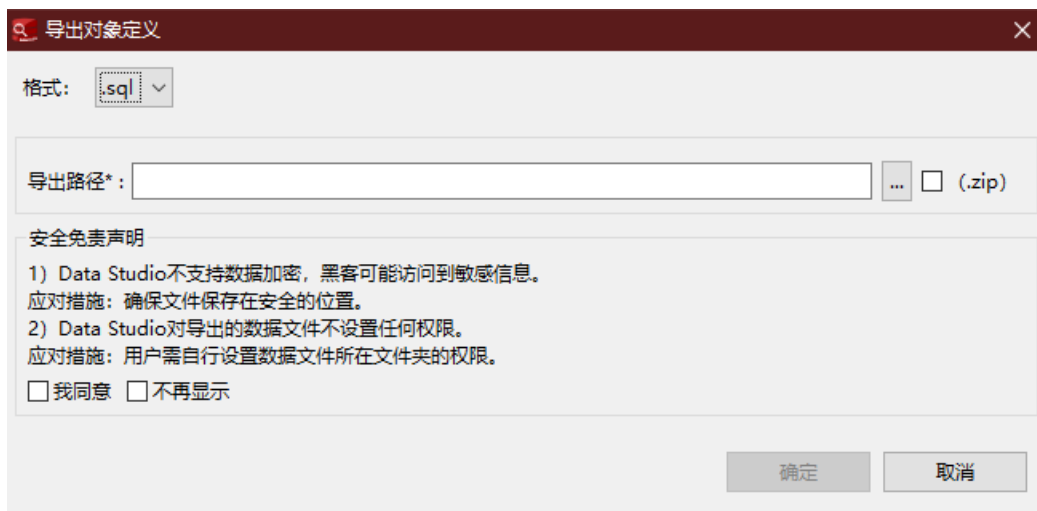 导出对象定义
格式： .sql
导出路径*： ... (.zip)
安全免责声明
1）Data Studio不支持数据加密，黑客可能访问到敏感信息。
应对措施：确保文件保存在安全的位置。
2）Data Studio对导出的数据文件不设置任何权限。
应对措施：用户需自行设置数据文件所在文件夹的权限。
我同意 不再显示
确定 取消